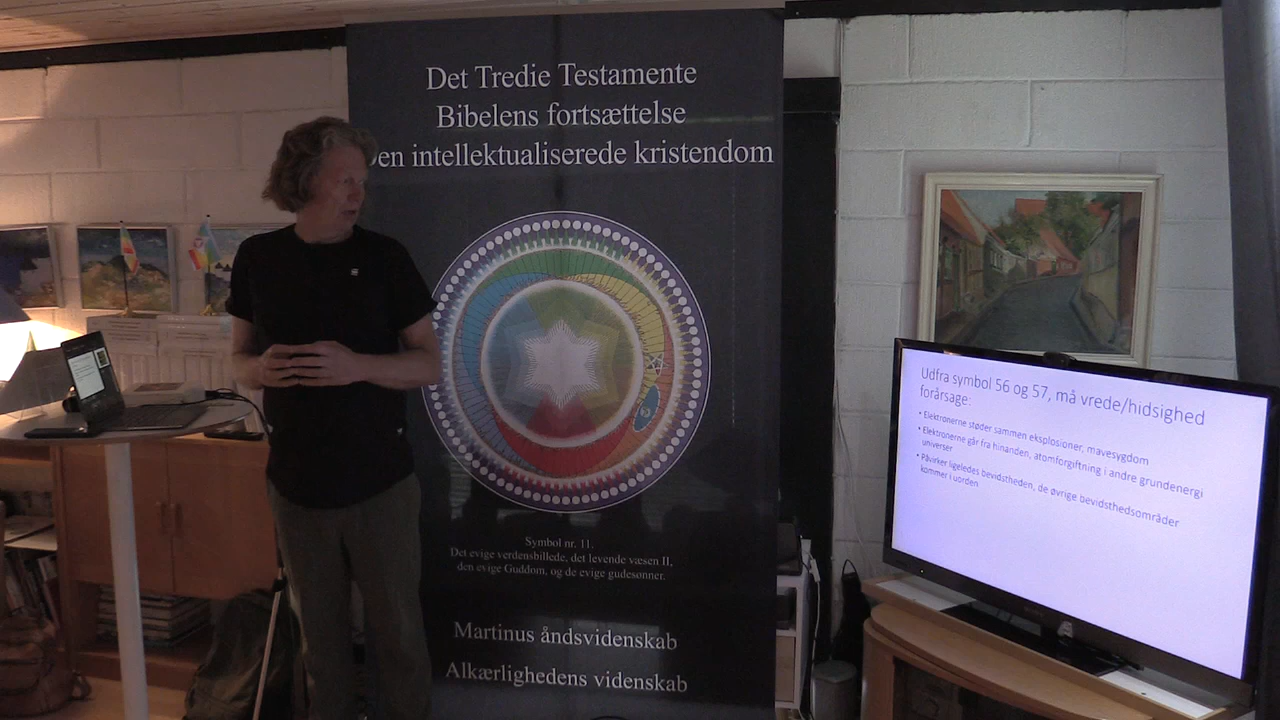 Det Tredie Testamente
Bibelens fortsættelse
Den intellektualiserede kristendom
Symbol nr. 11.
Det evige verdensbillede, det levende væsen II,
den evige Guddom, og de evige gudesønner.
Martinus åndsvidenskab
Alkærlighedens videnskab
Udfra symbol 56 og 57, må vrede/hidsighed
forårsage:
• Elektronerne støder sammen eksplosioner, mavesygdom
• Elektronerne går fra hinanden, atomforgiftning i andre grundenergi
universer
• Påvirker ligeledes bevidstheden, de øvrige bevidsthedsområder
kommer i uorden